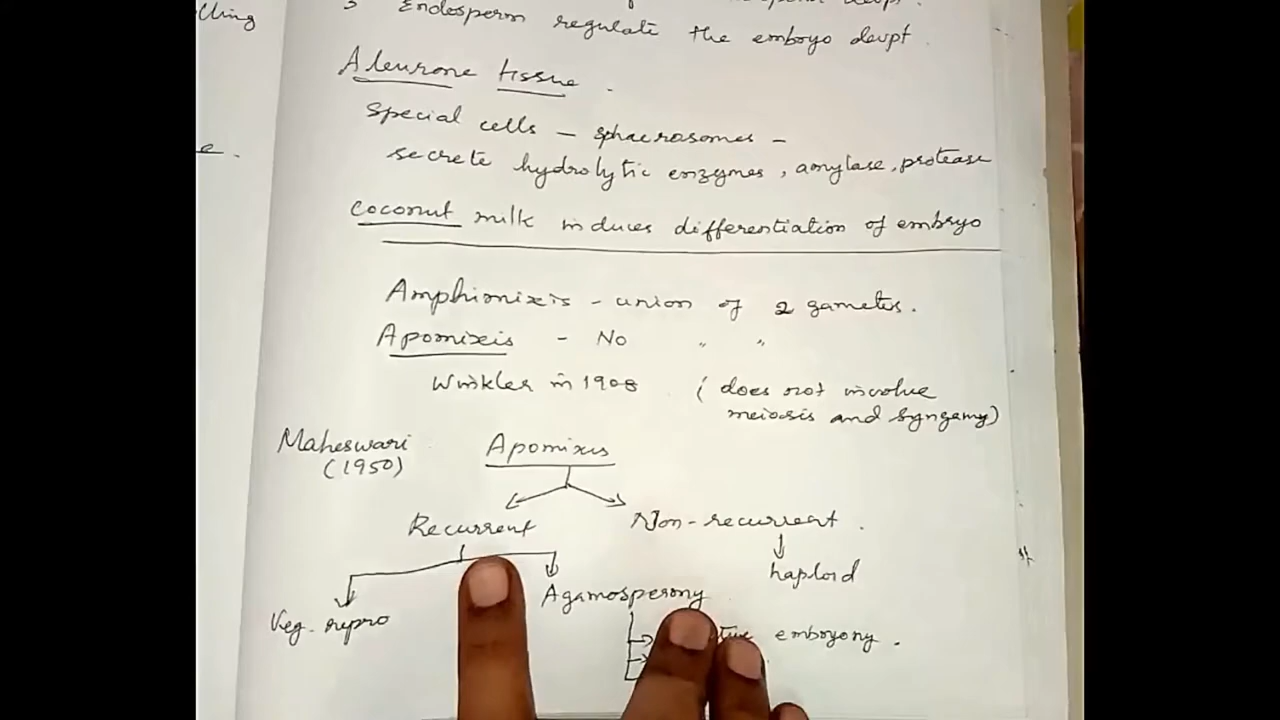 3 Endosperm regulate the embryo devpt.
Aleurone tissue.
Special cells - sphaerosomes -
secrete hydrolytic enzymes, amylase, protease
coconut milk induces differentiation of embryo
Amphimixis - union of 2 gametes.
Apomixis - No " "
Winkler in 1908 (does not involve
meiosis and syngamy)
Maheswari
(1950)
Apomixis
Recurrent
Non-recurrent.
haploid
Agamospermy
Veg. repro
embryony.